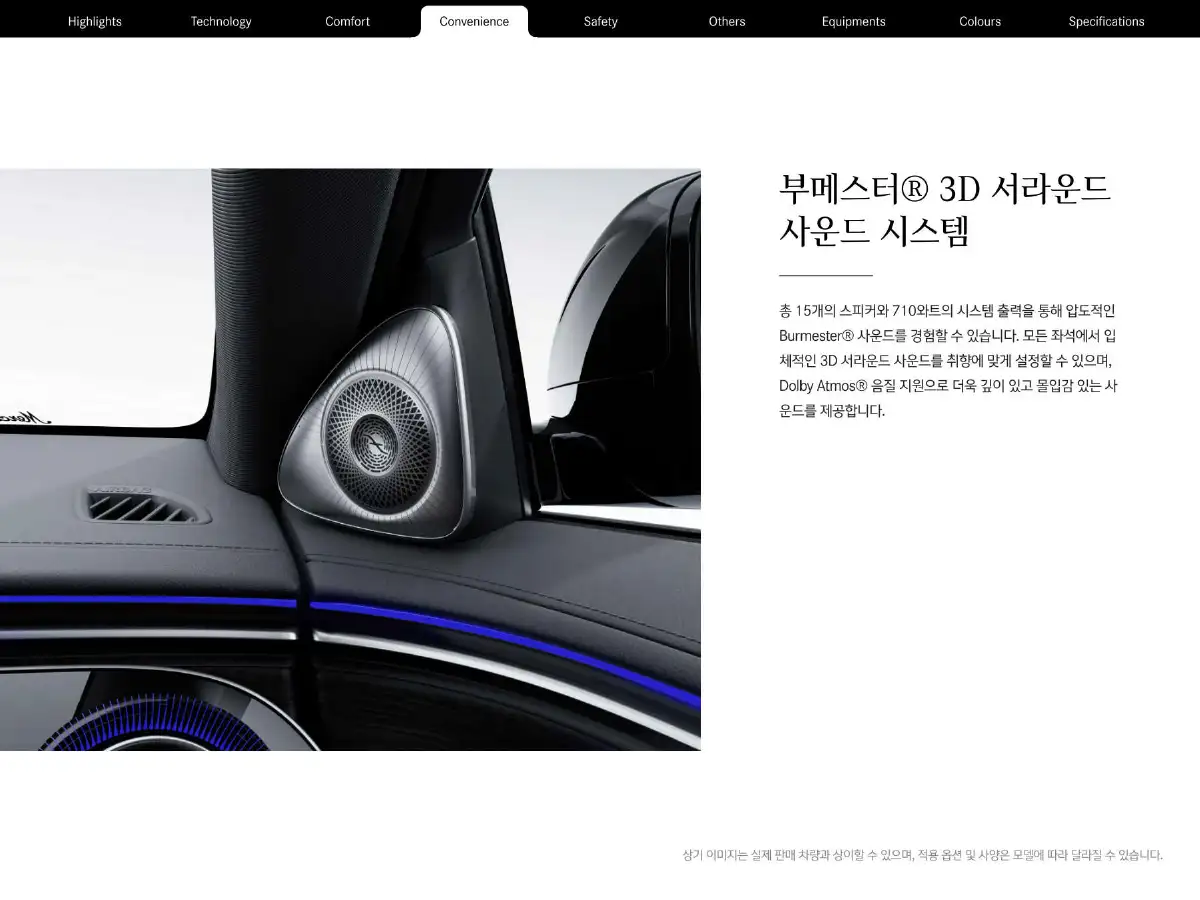 Highlights Technology Comfort Convenience Safety Others Equipments Colours Specifications
부메스터® 3D 서라운드
사운드 시스템
총 15개의 스피커와 710와트의 시스템 출력을 통해 압도적인
Burmester® 사운드를 경험할 수 있습니다. 모든 좌석에서 입
체적인 3D 서라운드 사운드를 취향에 맞게 설정할 수 있으며,
Dolby Atmos® 음질 지원으로 더욱 깊이 있고 몰입감 있는 사
운드를 제공합니다.
AIRBAG
상기 이미지는 실제 판매 차량과 상이할 수 있으며, 적용 옵션 및 사양은 모델에 따라 달라질 수 있습니다.